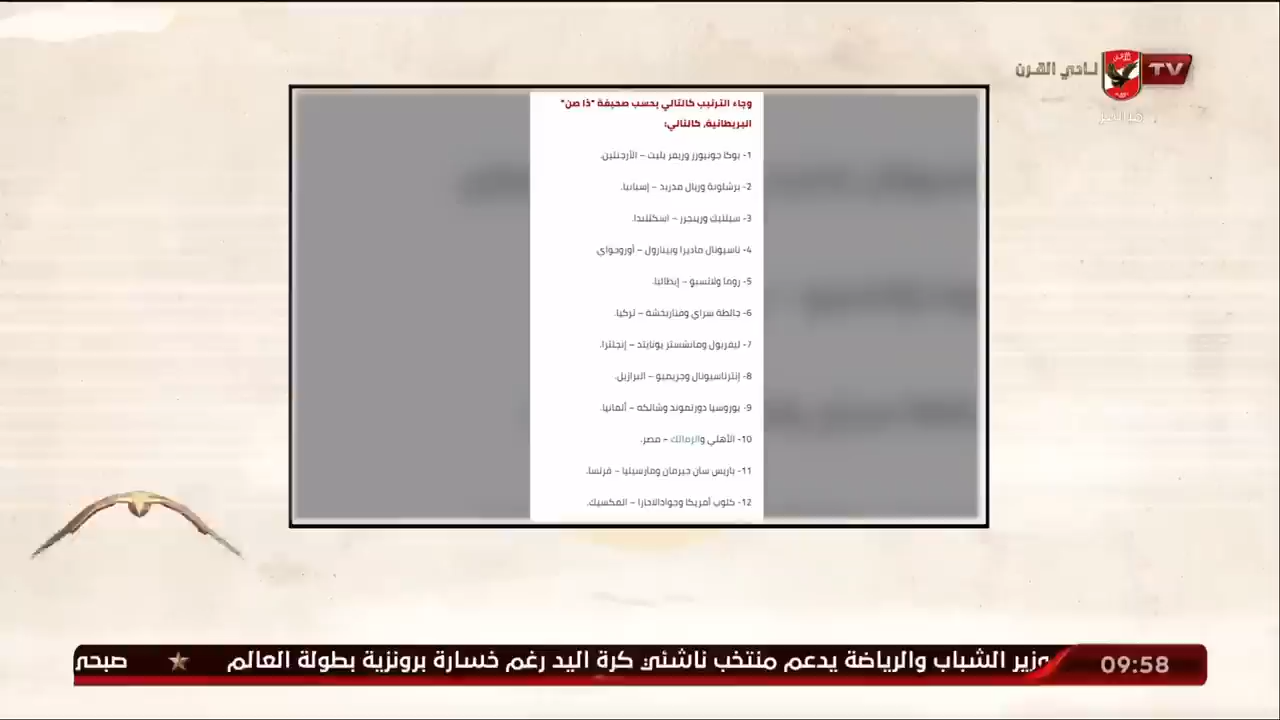 نادي القرن
TV
وجاء الترتيب كالتالي بحسب صحيفة "ذا صن"
البريطانية، كالتالي:
1- بوكا جونيورز وريفر بليت – الأرجنتين.
2- برشلونة وريال مدريد – إسبانيا.
3- سيلتيك ورينجرز – اسكتلندا.
4- ناسيونال ماديرا وبينارول – أوروجواي
5- روما ولاتسيو – إيطاليا.
6- جالطة سراي وفناربخشة – تركيا.
7- ليفربول ومانشستر يونايتد – إنجلترا.
8- إنترناسيونال وجريميو – البرازيل.
9- بوروسيا دورتموند وشالكه – ألمانيا.
10- الأهلي والزمالك – مصر.
11- باريس سان جيرمان ومارسيليا – فرنسا.
12- كلوب أمريكا وجوادالاخارا – المكسيك.
09:58
وزير الشباب والرياضة يدعم منتخب ناشئي كرة اليد رغم خسارة برونزية بطولة العالم
صبحي